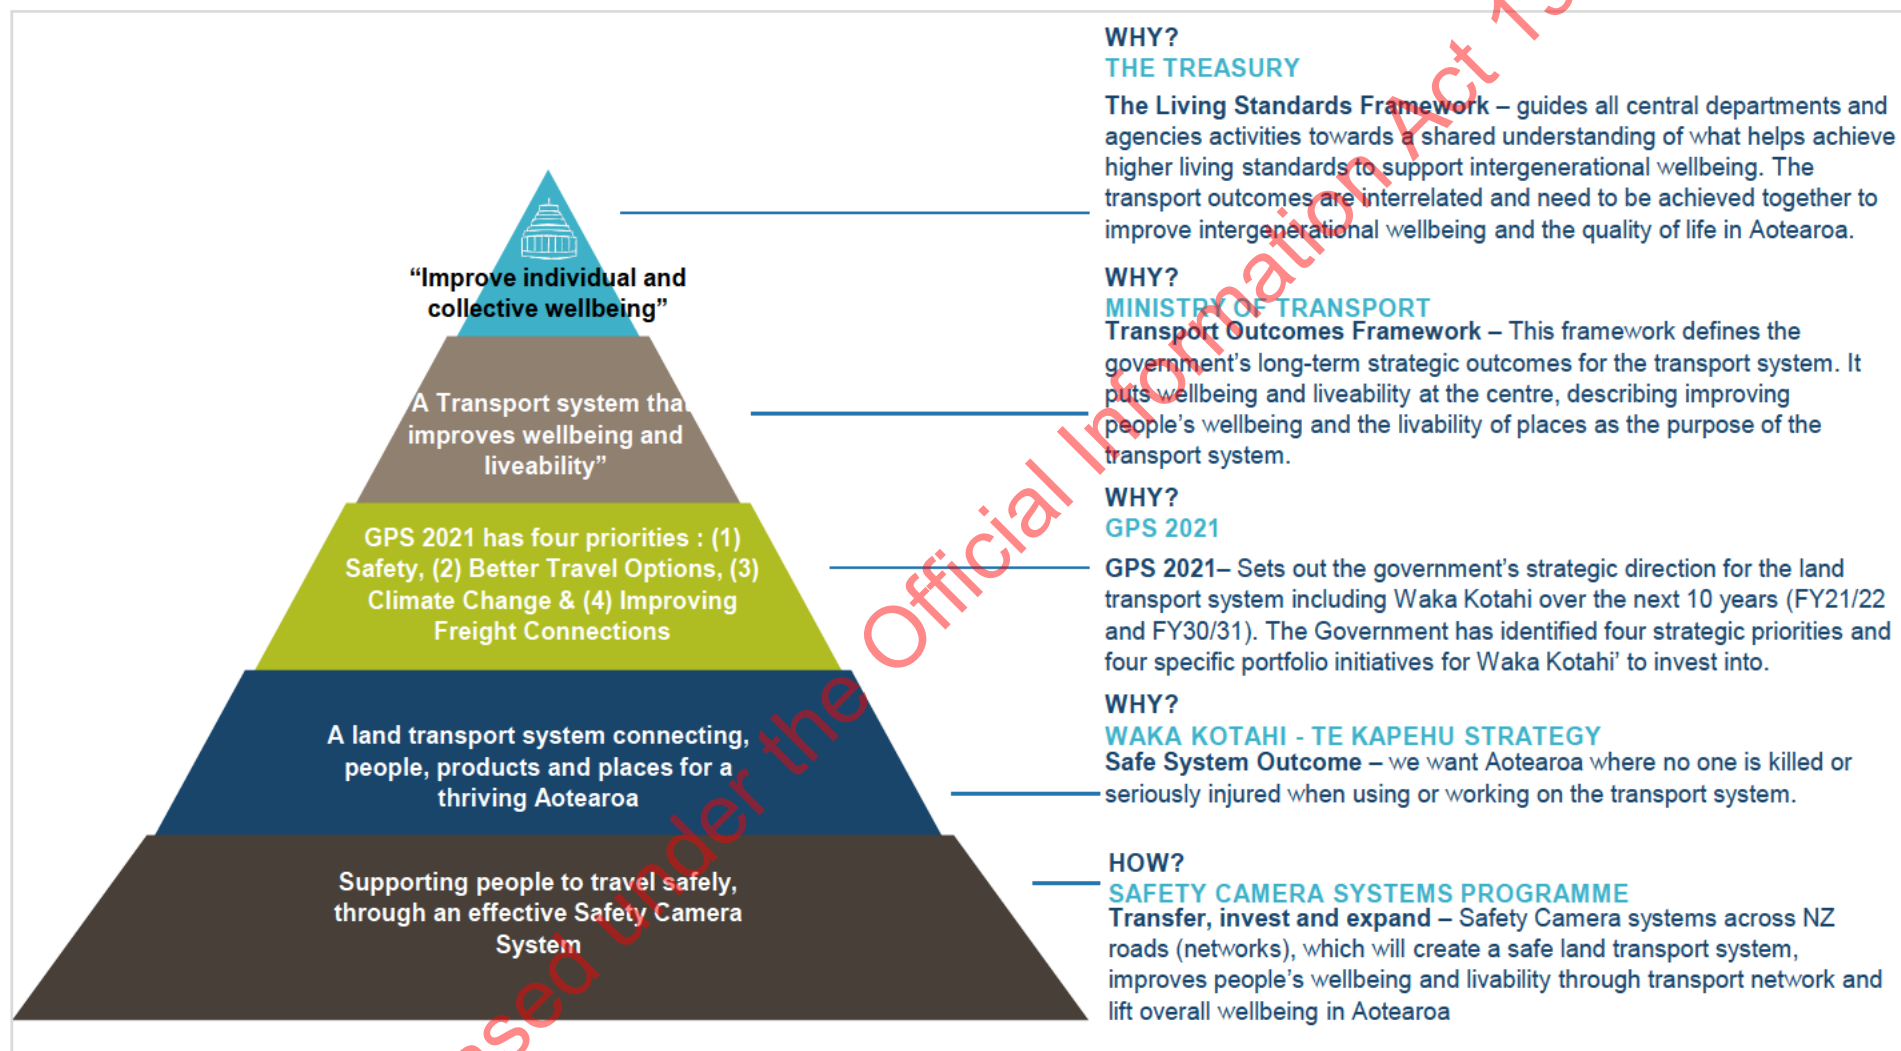 “Improve individual and
collective wellbeing”
A Transport system that
improves wellbeing and
liveability”
GPS 2021 has four priorities : (1)
Safety, (2) Better Travel Options, (3)
Climate Change & (4) Improving
Freight Connections
A land transport system connecting,
people, products and places for a
thriving Aotearoa
Supporting people to travel safely,
through an effective Safety Camera
System
WHY?
THE TREASURY
The Living Standards Framework – guides all central departments and
agencies activities towards a shared understanding of what helps achieve
higher living standards to support intergenerational wellbeing. The
transport outcomes are interrelated and need to be achieved together to
improve intergenerational wellbeing and the quality of life in Aotearoa.
WHY?
MINISTRY OF TRANSPORT
Transport Outcomes Framework – This framework defines the
government’s long-term strategic outcomes for the transport system. It
puts wellbeing and liveability at the centre, describing improving
people’s wellbeing and the livability of places as the purpose of the
transport system.
WHY?
GPS 2021
GPS 2021– Sets out the government’s strategic direction for the land
transport system including Waka Kotahi over the next 10 years (FY21/22
and FY30/31). The Government has identified four strategic priorities and
four specific portfolio initiatives for Waka Kotahi’ to invest into.
WHY?
WAKA KOTAHI - TE KAPEHU STRATEGY
Safe System Outcome – we want Aotearoa where no one is killed or
seriously injured when using or working on the transport system.
HOW?
SAFETY CAMERA SYSTEMS PROGRAMME
Transfer, invest and expand – Safety Camera systems across NZ
roads (networks), which will create a safe land transport system,
improves people’s wellbeing and livability through transport network and
lift overall wellbeing in Aotearoa
under the Official Information Act